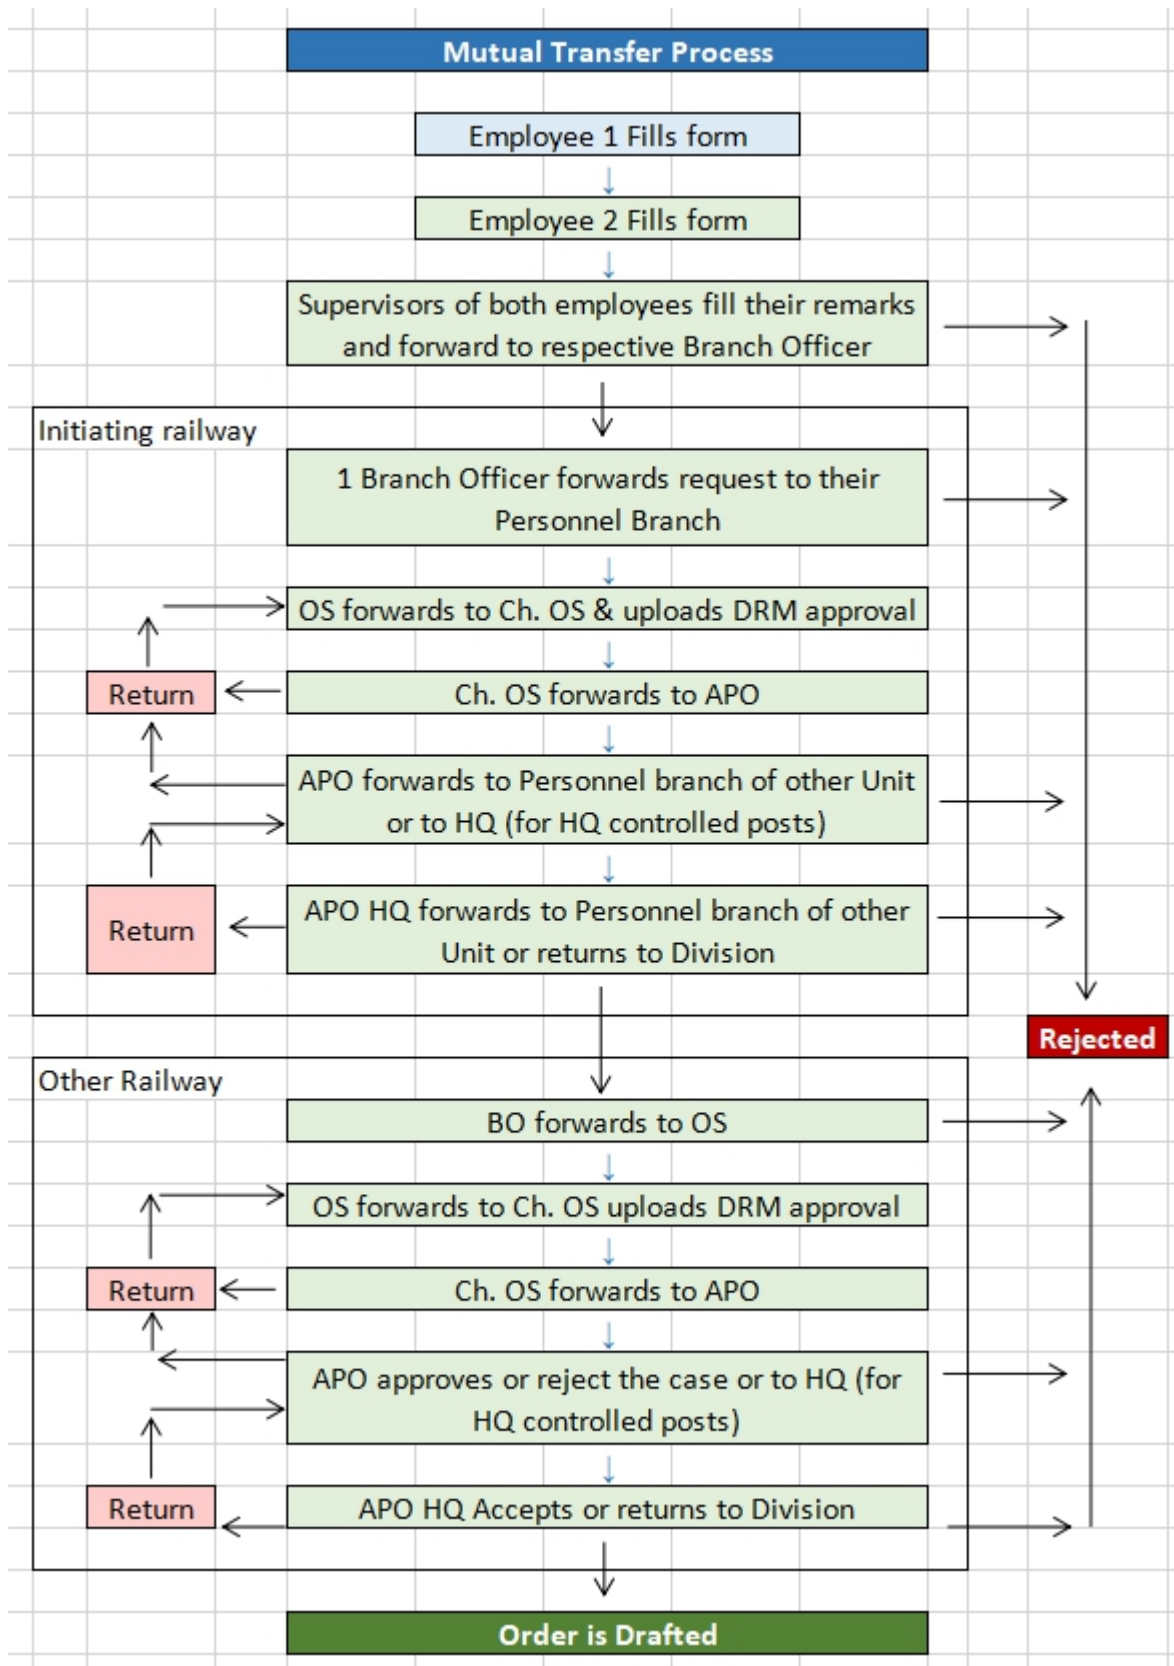 Mutual Transfer Process
Employee 1 Fills form
Employee 2 Fills form
Supervisors of both employees fill their remarks
and forward to respective Branch Officer
Initiating railway
1 Branch Officer forwards request to their
Personnel Branch
OS forwards to Ch. OS & uploads DRM approval
Return
Ch. OS forwards to APO
APO forwards to Personnel branch of other Unit
or to HQ (for HQ controlled posts)
Return
APO HQ forwards to Personnel branch of other
Unit or returns to Division
Rejected
Other Railway
BO forwards to OS
OS forwards to Ch. OS uploads DRM approval
Return
Ch. OS forwards to APO
APO approves or reject the case or to HQ (for
HQ controlled posts)
Return
APO HQ Accepts or returns to Division
Order is Drafted